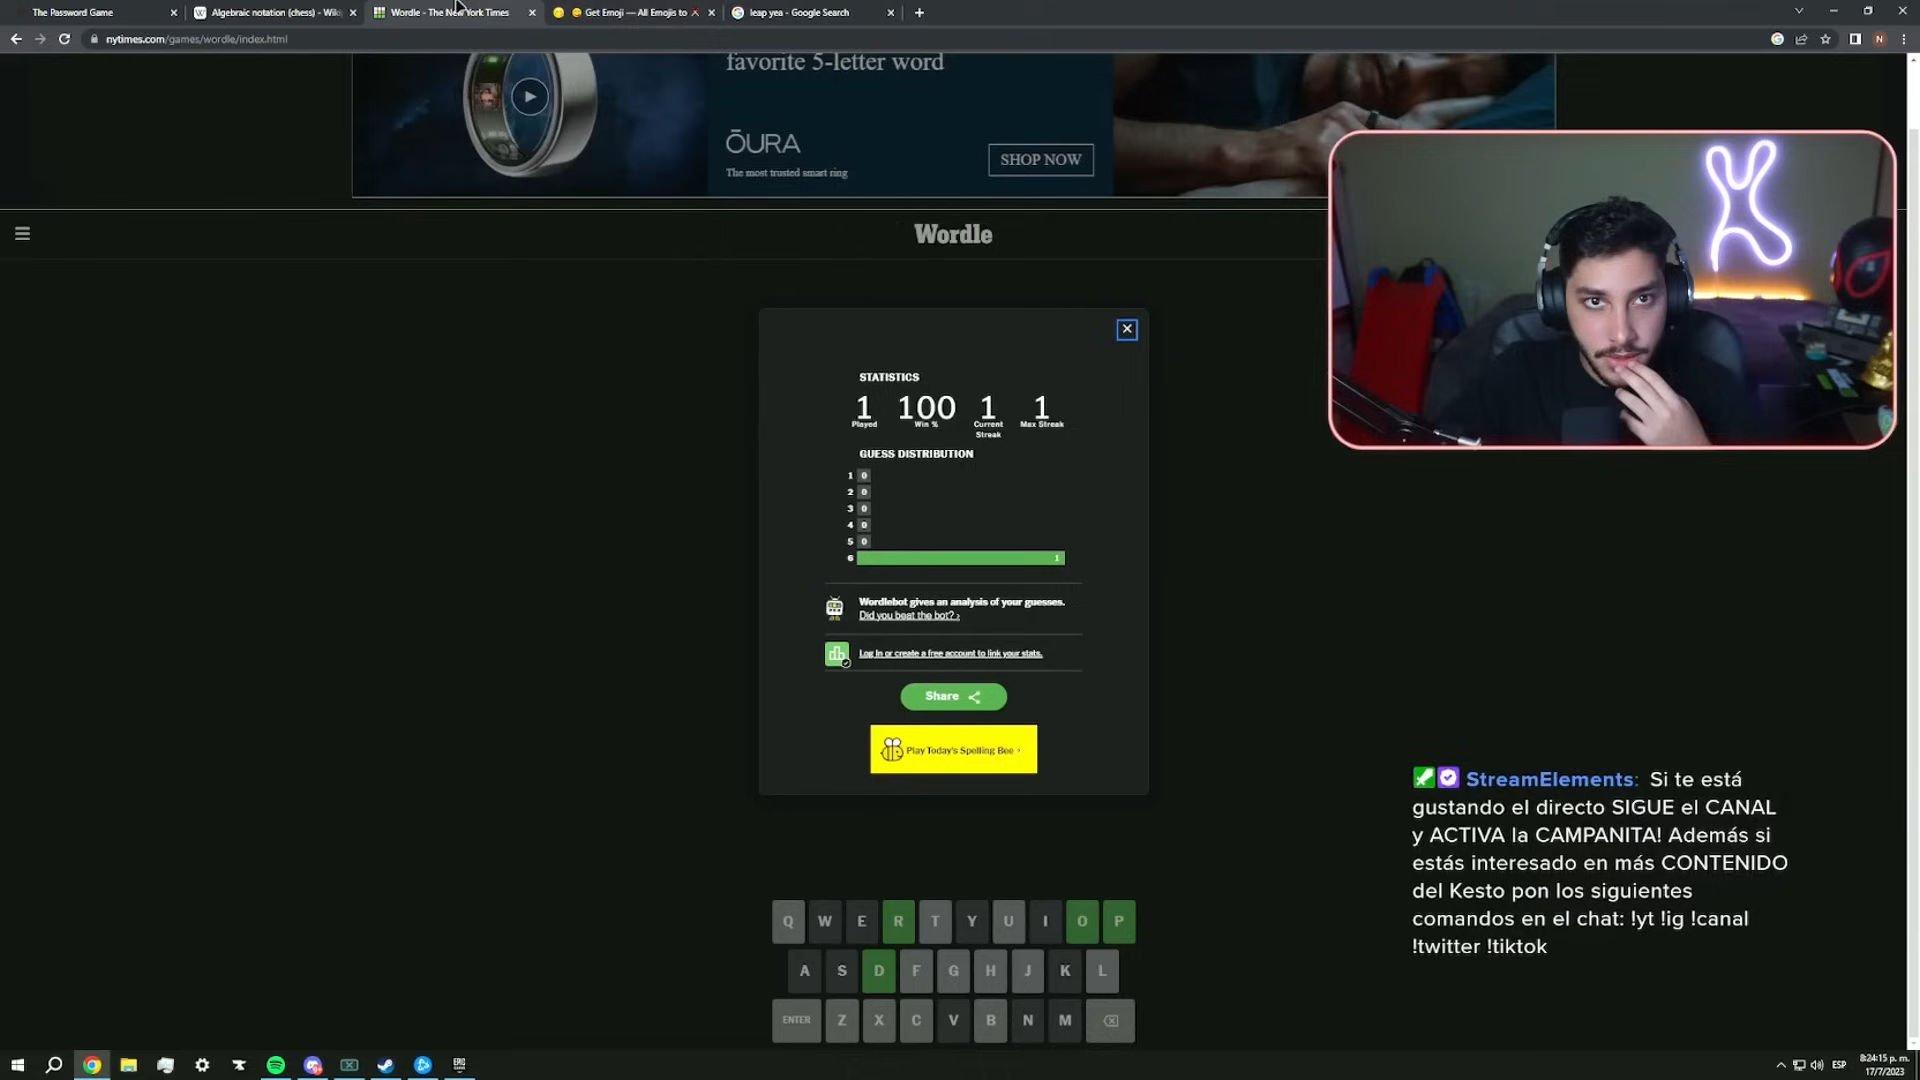 The Password Game
Algebraic notation (chess) - Wiki
Wordle - The New York Times
Get Emoji — All Emojis to
leap yea - Google Search
nytimes.com/games/wordle/index.html
N
favorite 5-letter word
ŌURA
The most trusted smart ring
SHOP NOW
Wordle
STATISTICS
1 100 1 1
Played Win % Current Streak Max Streak
GUESS DISTRIBUTION
1 0
2 0
3 0
4 0
5 0
6 1
Wordlebot gives an analysis of your guesses.
Did you beat the bot? ›
Log in or create a free account to link your stats.
Share
Play Today's Spelling Bee ›
StreamElements: Si te está
gustando el directo SIGUE el CANAL
y ACTIVA la CAMPANITA! Además si
estás interesado en más CONTENIDO
del Kesto pon los siguientes
comandos en el chat: !yt !ig !canal
!twitter !tiktok
Q W E R T Y U I O P
A S D F G H J K L
ENTER Z X C V B N M
EPIC GAMES
ESP
8:24:15 p. m.
17/7/2023